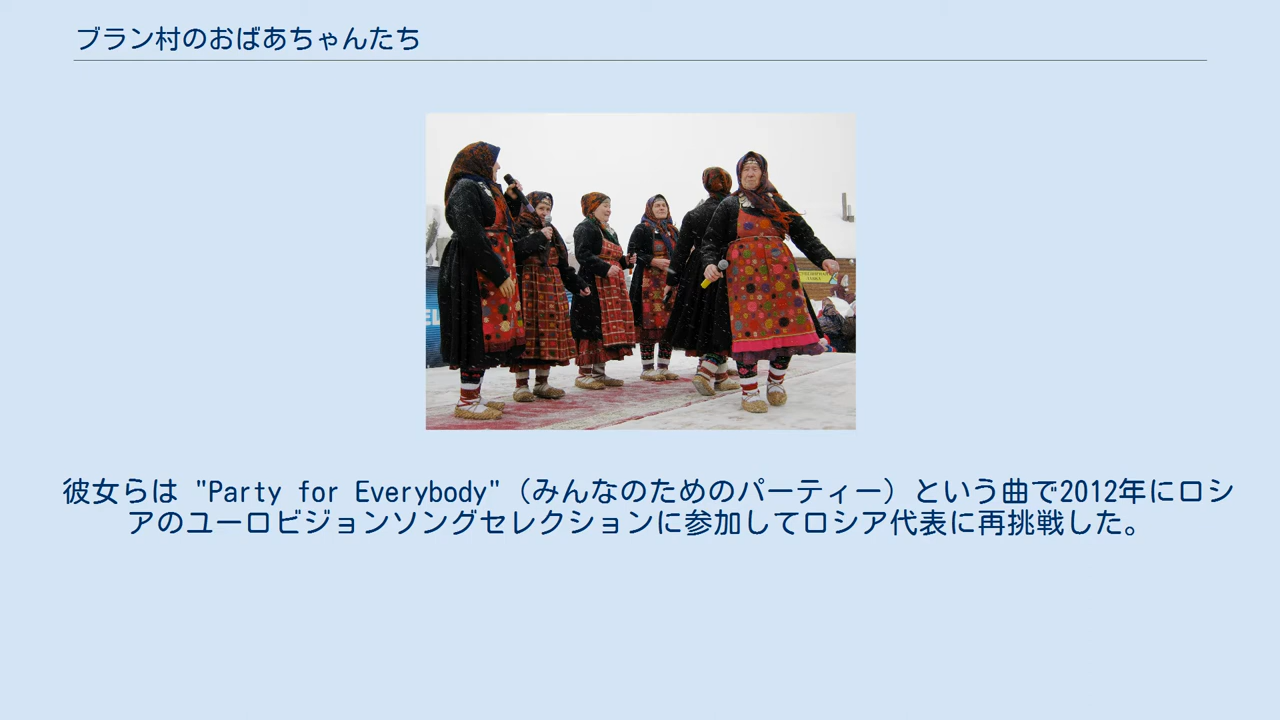 ブラン村のおばあちゃんたち
彼女らは "Party for Everybody"（みんなのためのパーティー）という曲で2012年にロシ
アのユーロビジョンソングセレクションに参加してロシア代表に再挑戦した。